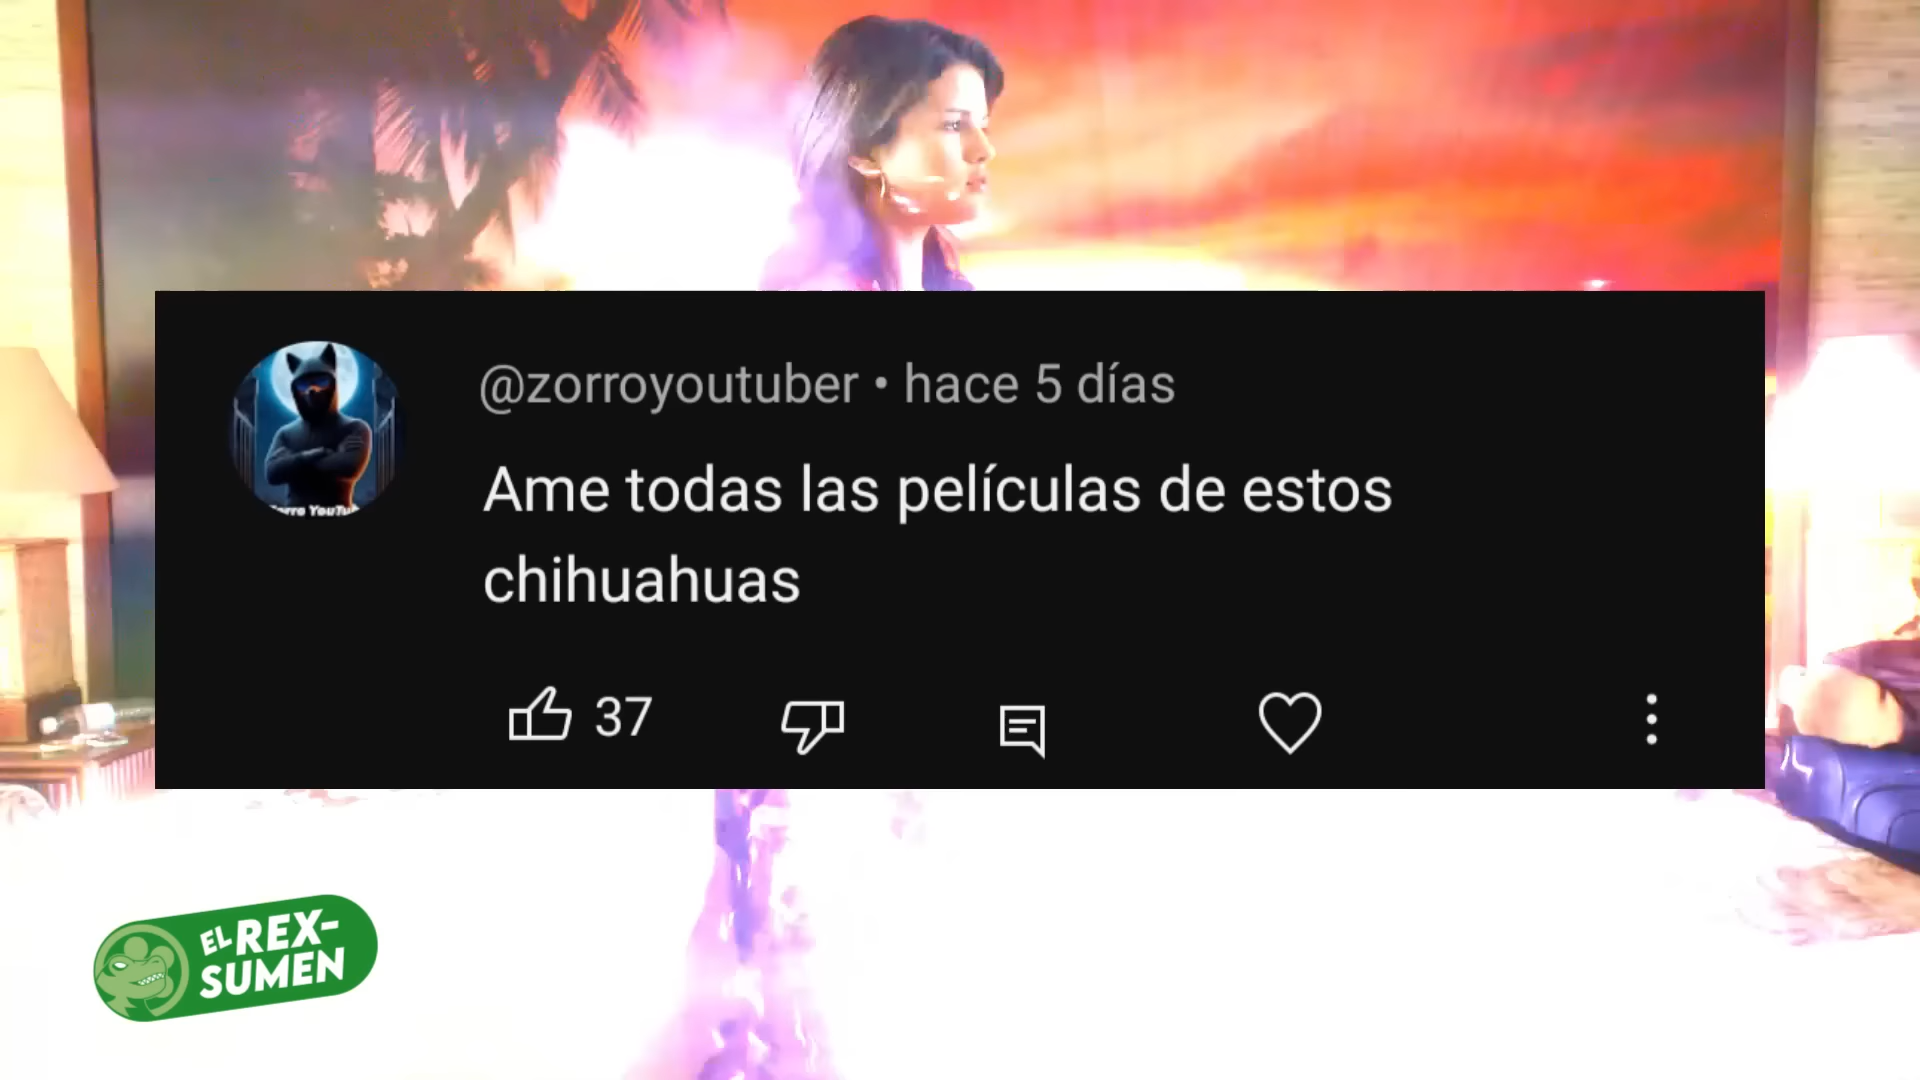 @zorroyoutuber • hace 5 días
Ame todas las películas de estos
chihuahuas
37
EL REX-
SUMEN